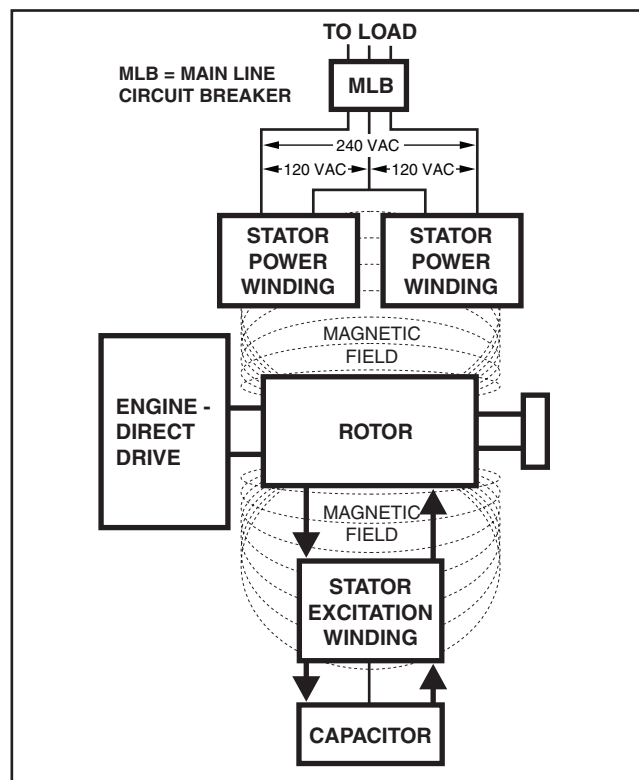 TO LOAD
MLB = MAIN LINE
CIRCUIT BREAKER
MLB
240 VAC
120 VAC
120 VAC
STATOR
POWER
WINDING
STATOR
POWER
WINDING
MAGNETIC
FIELD
ENGINE -
DIRECT
DRIVE
ROTOR
MAGNETIC
FIELD
STATOR
EXCITATION
WINDING
CAPACITOR